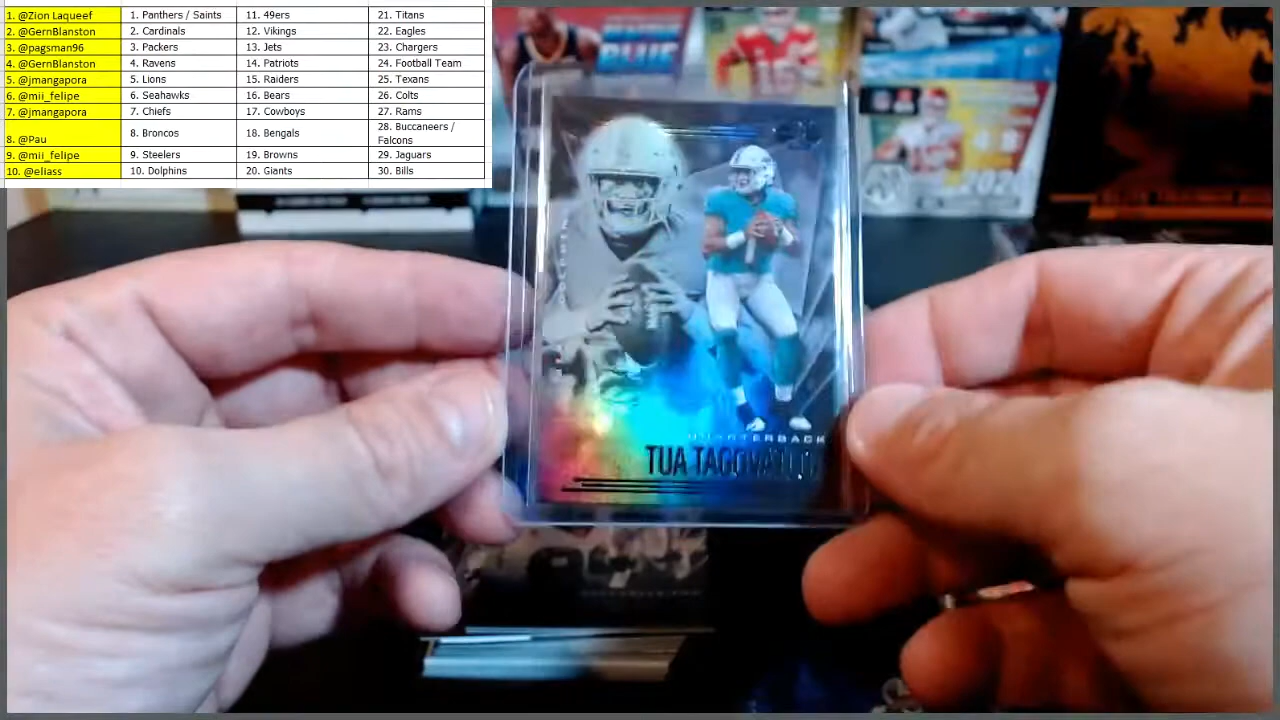 1. @Zion Laqueef 1. Panthers / Saints 11. 49ers 21. Titans
2. @GernBlanston 2. Cardinals 12. Vikings 22. Eagles
3. @pagsman96 3. Packers 13. Jets 23. Chargers
4. @GernBlanston 4. Ravens 14. Patriots 24. Football Team
5. @jmangapora 5. Lions 15. Raiders 25. Texans
6. @mii_felipe 6. Seahawks 16. Bears 26. Colts
7. @jmangapora 7. Chiefs 17. Cowboys 27. Rams
8. @Pau 8. Broncos 18. Bengals 28. Buccaneers / Falcons
9. @mii_felipe 9. Steelers 19. Browns 29. Jaguars
10. @eliass 10. Dolphins 20. Giants 30. Bills
BLUE
QUARTERBACK
TUA TAGOVAILOA